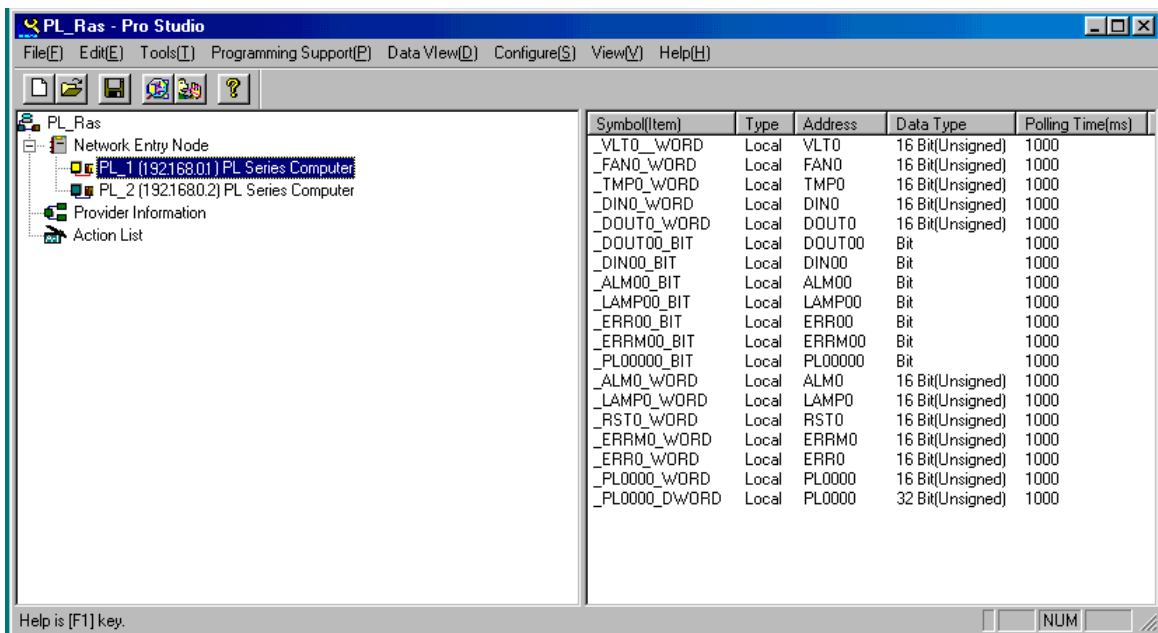 PL_Ras - Pro Studio
File(F) Edit(E) Tools(T) Programming Support(P) Data VIew(D) Configure(S) View(V) Help(H)
PL_Ras
Network Entry Node
PL_1 (192.168.0.1) PL Series Computer
PL_2 (192.168.0.2) PL Series Computer
Provider Information
Action List
Symbol(Item) Type Address Data Type Polling Time(ms)
_VLT0__WORD Local VLT0 16 Bit(Unsigned) 1000
_FAN0_WORD Local FAN0 16 Bit(Unsigned) 1000
_TMP0_WORD Local TMP0 16 Bit(Unsigned) 1000
_DIN0_WORD Local DIN0 16 Bit(Unsigned) 1000
_DOUT0_WORD Local DOUT0 16 Bit(Unsigned) 1000
_DOUT00_BIT Local DOUT00 Bit 1000
_DIN00_BIT Local DIN00 Bit 1000
_ALM00_BIT Local ALM00 Bit 1000
_LAMP00_BIT Local LAMP00 Bit 1000
_ERR00_BIT Local ERR00 Bit 1000
_ERRM00_BIT Local ERRM00 Bit 1000
_PL00000_BIT Local PL00000 Bit 1000
_ALM0_WORD Local ALM0 16 Bit(Unsigned) 1000
_LAMP0_WORD Local LAMP0 16 Bit(Unsigned) 1000
_RST0_WORD Local RST0 16 Bit(Unsigned) 1000
_ERRM0_WORD Local ERRM0 16 Bit(Unsigned) 1000
_ERR0_WORD Local ERR0 16 Bit(Unsigned) 1000
_PL0000_WORD Local PL0000 16 Bit(Unsigned) 1000
_PL0000_DWORD Local PL0000 32 Bit(Unsigned) 1000
Help is [F1] key.
NUM